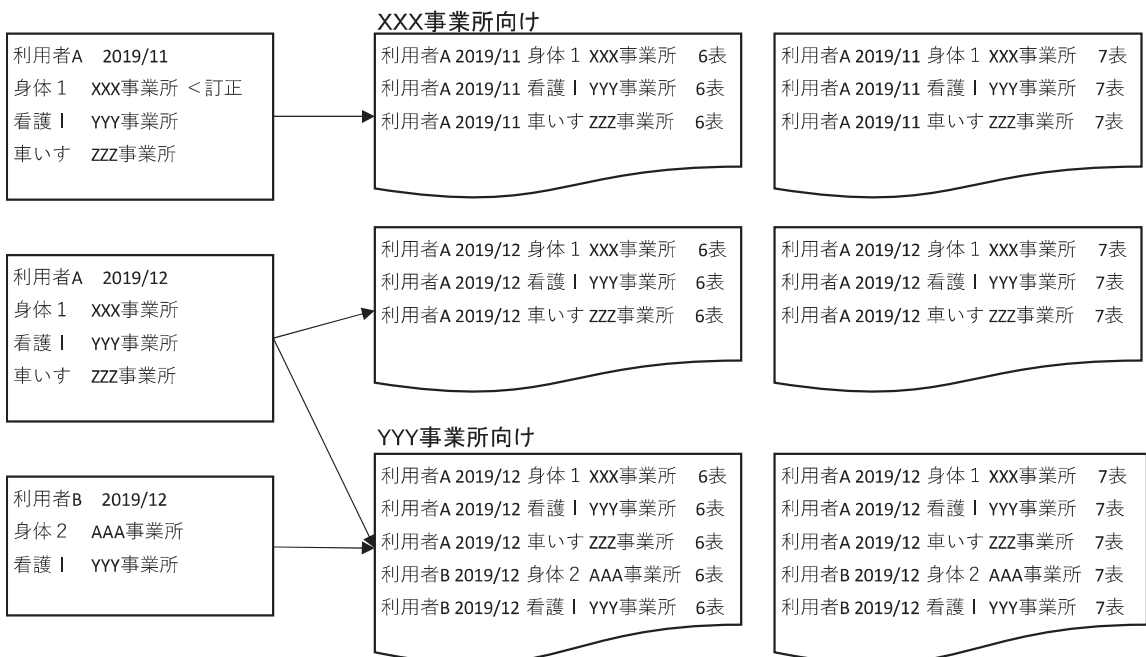 利用者A 2019/11
身体1 XXX事業所 <訂正
看護Ⅰ YYY事業所
車いす ZZZ事業所
XXX事業所向け
利用者A 2019/11 身体1 XXX事業所 6表
利用者A 2019/11 看護Ⅰ YYY事業所 6表
利用者A 2019/11 車いす ZZZ事業所 6表
利用者A 2019/11 身体1 XXX事業所 7表
利用者A 2019/11 看護Ⅰ YYY事業所 7表
利用者A 2019/11 車いす ZZZ事業所 7表
利用者A 2019/12
身体1 XXX事業所
看護Ⅰ YYY事業所
車いす ZZZ事業所
利用者A 2019/12 身体1 XXX事業所 6表
利用者A 2019/12 看護Ⅰ YYY事業所 6表
利用者A 2019/12 車いす ZZZ事業所 6表
利用者A 2019/12 身体1 XXX事業所 7表
利用者A 2019/12 看護Ⅰ YYY事業所 7表
利用者A 2019/12 車いす ZZZ事業所 7表
利用者B 2019/12
身体2 AAA事業所
看護Ⅰ YYY事業所
YYY事業所向け
利用者A 2019/12 身体1 XXX事業所 6表
利用者A 2019/12 看護Ⅰ YYY事業所 6表
利用者A 2019/12 車いす ZZZ事業所 6表
利用者B 2019/12 身体2 AAA事業所 6表
利用者B 2019/12 看護Ⅰ YYY事業所 6表
利用者A 2019/12 身体1 XXX事業所 7表
利用者A 2019/12 看護Ⅰ YYY事業所 7表
利用者A 2019/12 車いす ZZZ事業所 7表
利用者B 2019/12 身体2 AAA事業所 7表
利用者B 2019/12 看護Ⅰ YYY事業所 7表